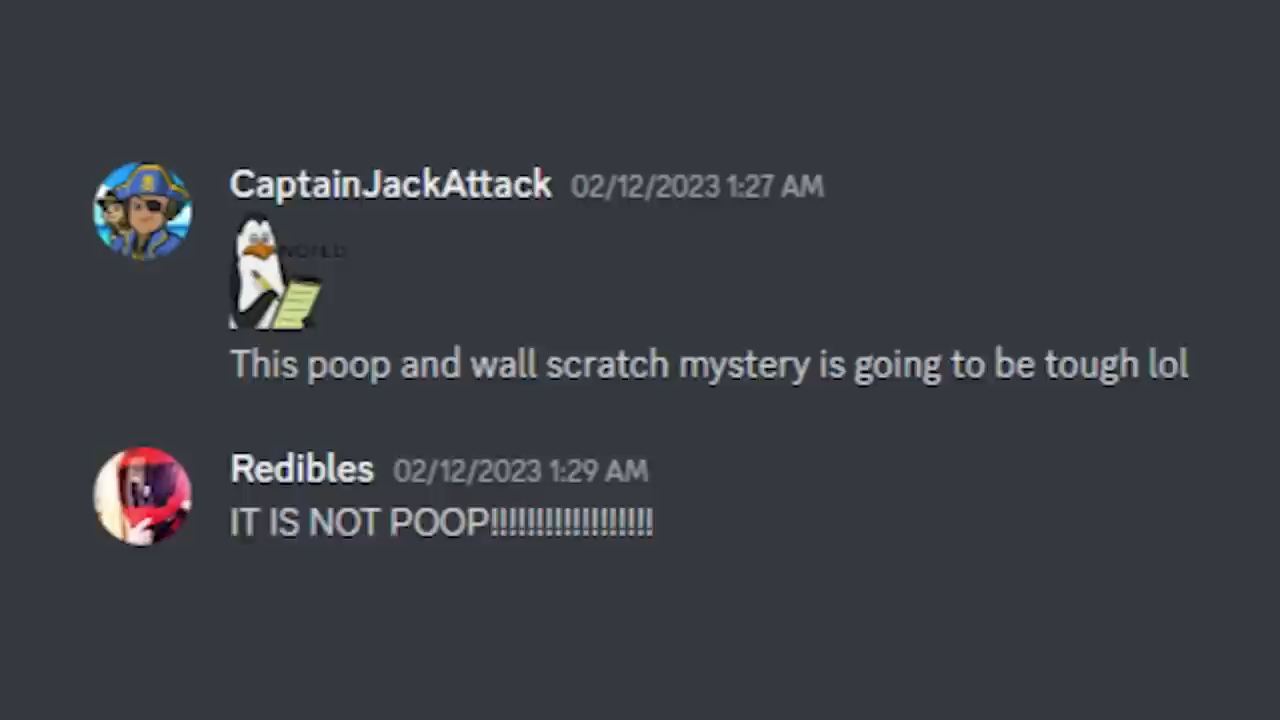 CaptainJackAttack 02/12/2023 1:27 AM
NOTED
This poop and wall scratch mystery is going to be tough lol
Redibles 02/12/2023 1:29 AM
IT IS NOT POOP!!!!!!!!!!!!!!!!!!!